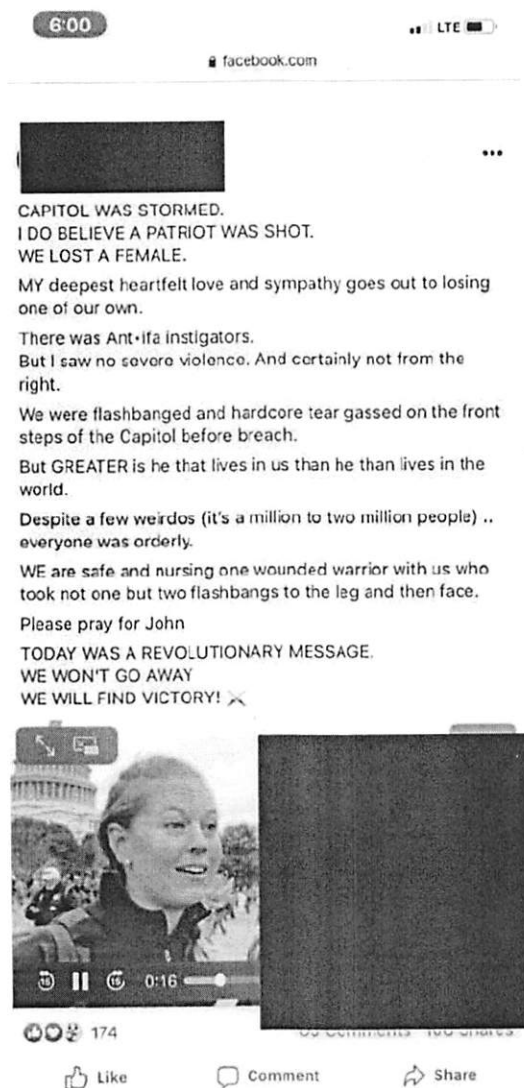 6:00
LTE
facebook.com
CAPITOL WAS STORMED.
I DO BELIEVE A PATRIOT WAS SHOT.
WE LOST A FEMALE.
MY deepest heartfelt love and sympathy goes out to losing
one of our own.
There was Ant•ifa instigators.
But I saw no severe violence. And certainly not from the
right.
We were flashbanged and hardcore tear gassed on the front
steps of the Capitol before breach.
But GREATER is he that lives in us than he than lives in the
world.
Despite a few weirdos (it's a million to two million people) ..
everyone was orderly.
WE are safe and nursing one wounded warrior with us who
took not one but two flashbangs to the leg and then face.
Please pray for John
TODAY WAS A REVOLUTIONARY MESSAGE.
WE WON'T GO AWAY
WE WILL FIND VICTORY! ⚔
15 15 0:16
174 Comments Shares
Like Comment Share